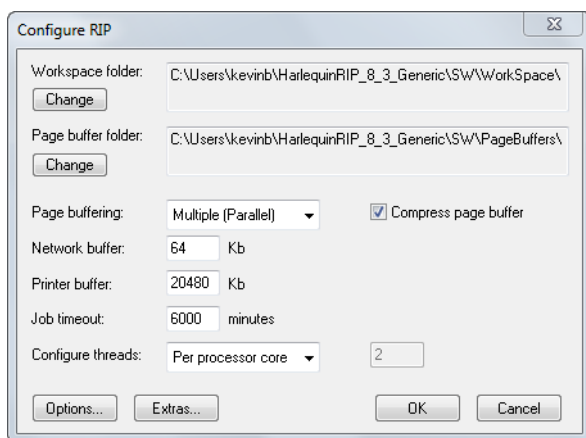 Configure RIP
Workspace folder:
C:\Users\kevinb\HarlequinRIP_8_3_Generic\SW\WorkSpace\
Change
Page buffer folder:
C:\Users\kevinb\HarlequinRIP_8_3_Generic\SW\PageBuffers\
Change
Page buffering: Multiple (Parallel) Compress page buffer
Network buffer: 64 Kb
Printer buffer: 20480 Kb
Job timeout: 6000 minutes
Configure threads: Per processor core 2
Options... Extras... OK Cancel